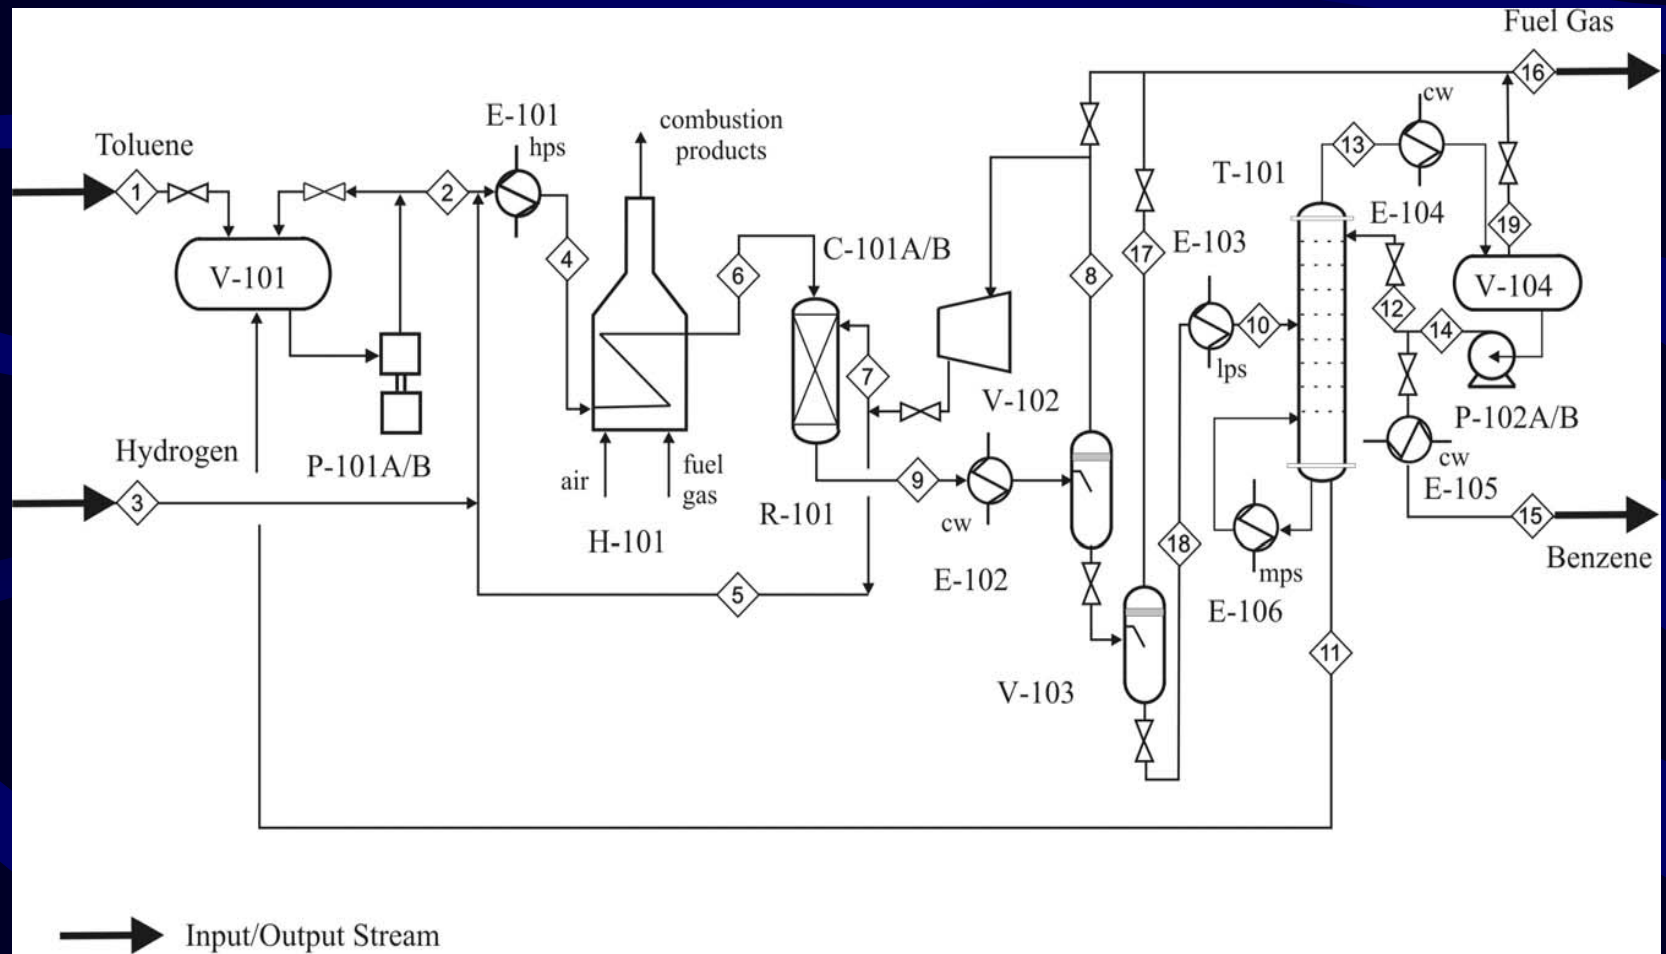 Fuel Gas
16
cw
E-101
hps
combustion
products
13
Toluene
T-101
1
2
E-104
19
E-103
C-101A/B
17
4
6
8
V-101
V-104
12
10
14
lps
7
V-102
P-102A/B
Hydrogen
P-101A/B
air
fuel
gas
9
cw
E-105
3
R-101
cw
15
H-101
18
Benzene
E-102
mps
5
E-106
11
V-103
Input/Output Stream